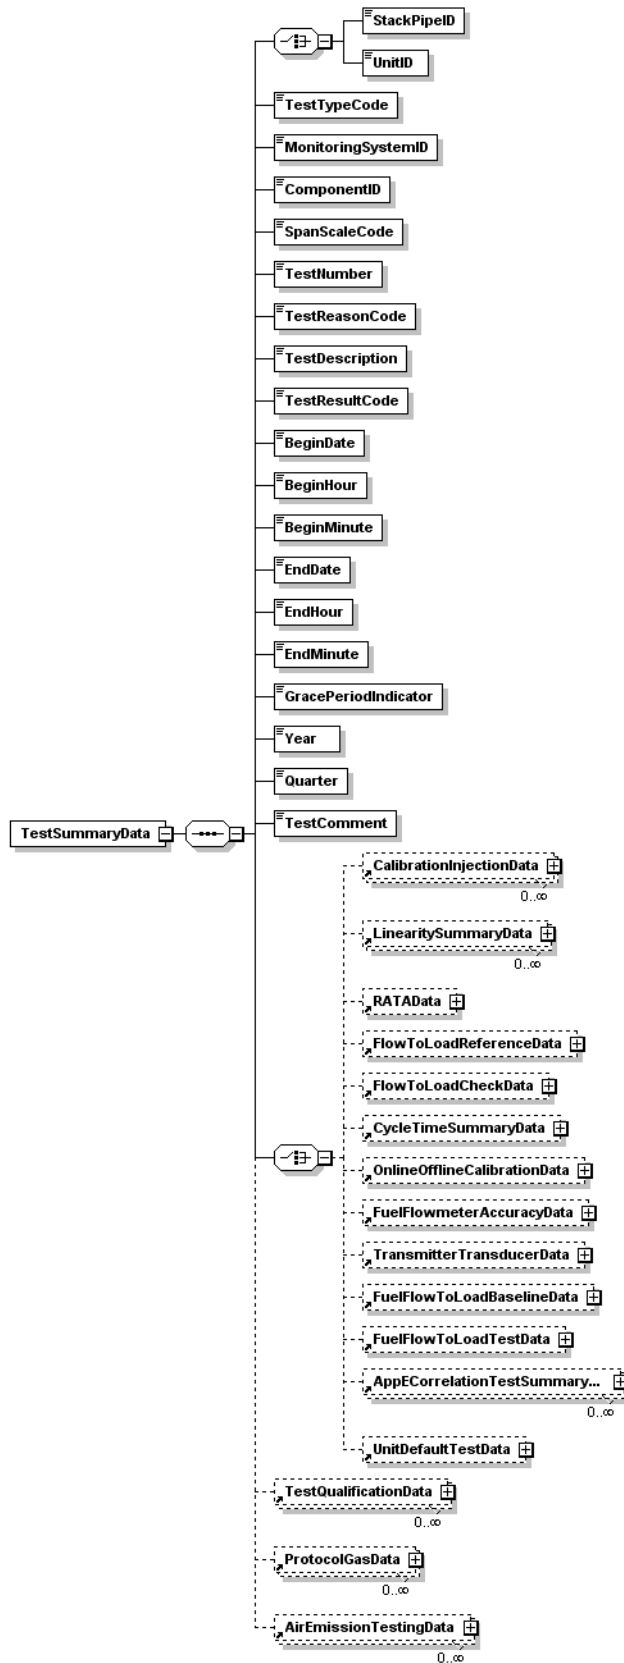 StackPipeID
UnitID
TestTypeCode
MonitoringSystemID
ComponentID
SpanScaleCode
TestNumber
TestReasonCode
TestDescription
TestResultCode
BeginDate
BeginHour
BeginMinute
EndDate
EndHour
EndMinute
GracePeriodIndicator
Year
Quarter
TestComment
TestSummaryData
CalibrationInjectionData
0..∞
LinearitySummaryData
0..∞
RATAData
FlowToLoadReferenceData
FlowToLoadCheckData
CycleTimeSummaryData
OnlineOfflineCalibrationData
FuelFlowmeterAccuracyData
TransmitterTransducerData
FuelFlowToLoadBaselineData
FuelFlowToLoadTestData
AppECorrelationTestSummary...
0..∞
UnitDefaultTestData
TestQualificationData
0..∞
ProtocolGasData
0..∞
AirEmissionTestingData
0..∞